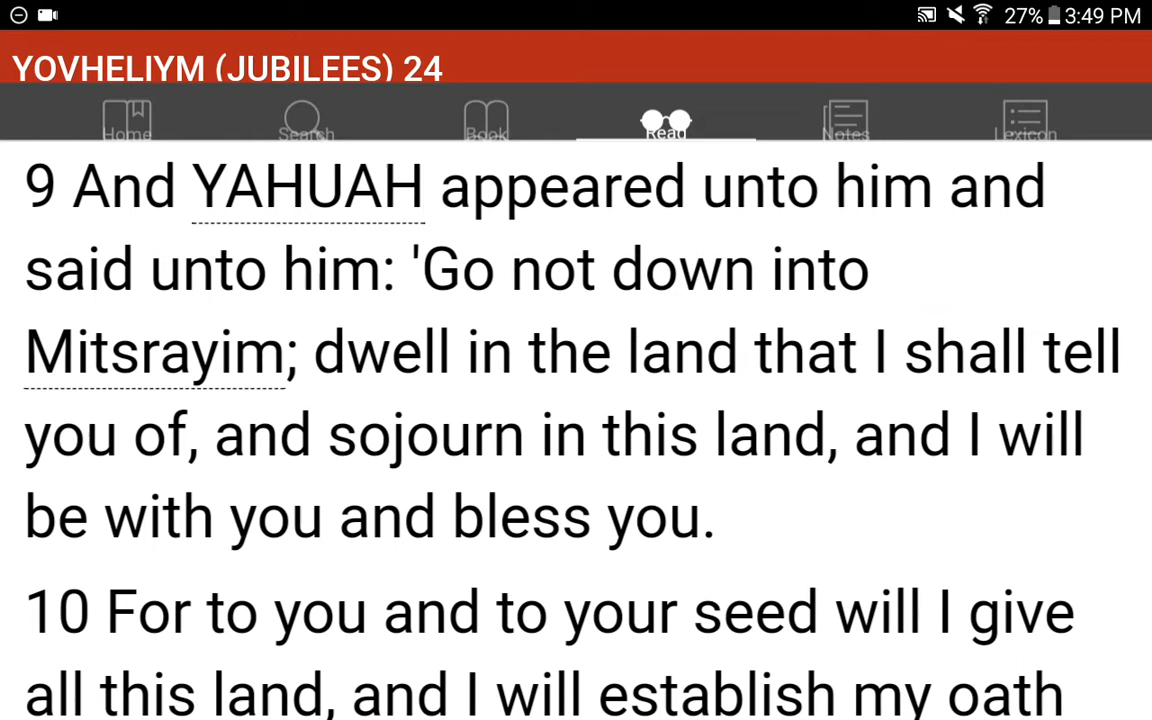 27% 3:49 PM
YOVHELIYM (JUBILEES) 24
Home Search Book Read Notes Lexicon
9 And YAHUAH appeared unto him and
said unto him: 'Go not down into
Mitsrayim; dwell in the land that I shall tell
you of, and sojourn in this land, and I will
be with you and bless you.
10 For to you and to your seed will I give
all this land, and I will establish my oath